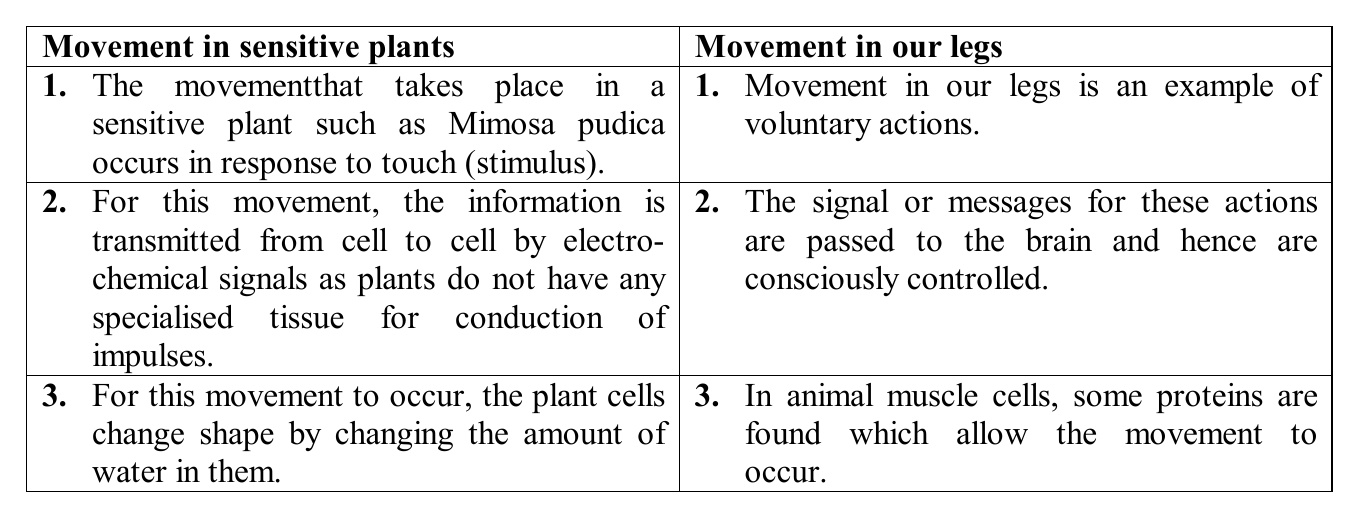 Movement in sensitive plants
Movement in our legs
1. The movementthat takes place in a
sensitive plant such as Mimosa pudica
occurs in response to touch (stimulus).
1. Movement in our legs is an example of
voluntary actions.
2. For this movement, the information is
transmitted from cell to cell by electro-
chemical signals as plants do not have any
specialised tissue for conduction of
impulses.
2. The signal or messages for these actions
are passed to the brain and hence are
consciously controlled.
3. For this movement to occur, the plant cells
change shape by changing the amount of
water in them.
3. In animal muscle cells, some proteins are
found which allow the movement to
occur.